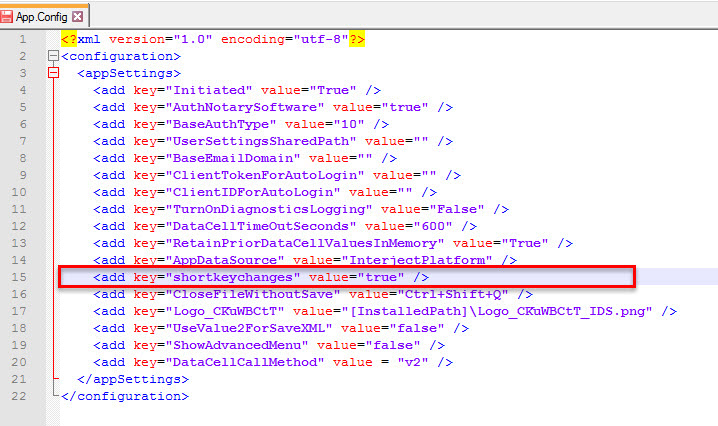 App.Config
1 <?xml version="1.0" encoding="utf-8"?>
2 <configuration>
3 <appSettings>
4 <add key="Initiated" value="True" />
5 <add key="AuthNotarySoftware" value="true" />
6 <add key="BaseAuthType" value="10" />
7 <add key="UserSettingsSharedPath" value="" />
8 <add key="BaseEmailDomain" value="" />
9 <add key="ClientTokenForAutoLogin" value="" />
10 <add key="ClientIDForAutoLogin" value="" />
11 <add key="TurnOnDiagnosticsLogging" value="False" />
12 <add key="DataCellTimeOutSeconds" value="600" />
13 <add key="RetainPriorDataCellValuesInMemory" value="True" />
14 <add key="AppDataSource" value="InterjectPlatform" />
15 <add key="shortkeychanges" value="true" />
16 <add key="CloseFileWithoutSave" value="Ctrl+Shift+Q" />
17 <add key="Logo_CKuWBCtT" value="[InstalledPath]\Logo_CKuWBCtT_IDS.png" />
18 <add key="UseValue2ForSaveXML" value="false" />
19 <add key="ShowAdvancedMenu" value="false" />
20 <add key="DataCellCallMethod" value = "v2" />
21 </appSettings>
22 </configuration>